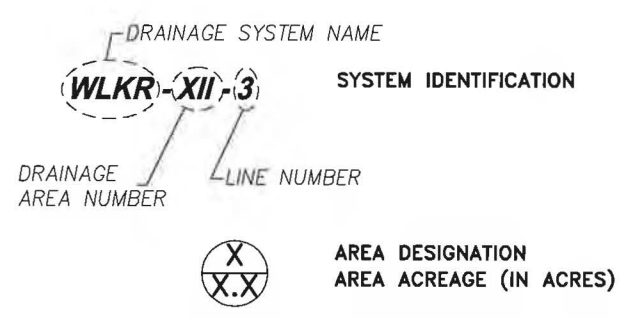 DRAINAGE SYSTEM NAME
WLKR-XII-3
SYSTEM IDENTIFICATION
DRAINAGE
AREA NUMBER
LINE NUMBER
X
X.X
AREA DESIGNATION
AREA ACREAGE (IN ACRES)